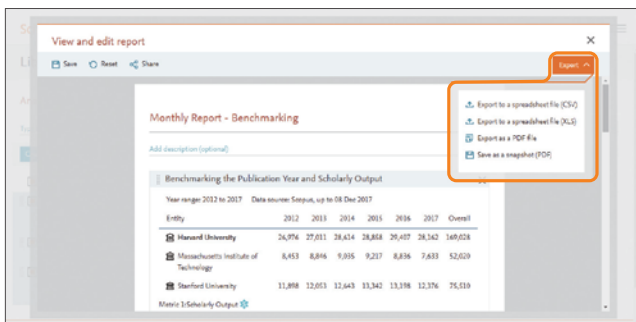 View and edit report
Save Reset Share
Export
Export to a spreadsheet file (CSV)
Export to a spreadsheet file (XLS)
Export as a PDF file
Save as a snapshot (PDF)
Monthly Report - Benchmarking
Add description (optional)
Benchmarking the Publication Year and Scholarly Output
Year range: 2012 to 2017 Data source: Scopus, up to 08 Dec 2017
Entity 2012 2013 2014 2015 2016 2017 Overall
Harvard University 26,976 27,011 28,614 28,858 29,407 28,162 169,028
Massachusetts Institute of 8,453 8,846 9,035 9,217 8,836 7,633 52,020
Technology
Stanford University 11,898 12,053 12,643 13,342 13,198 12,376 75,510
Metric 1:Scholarly Output